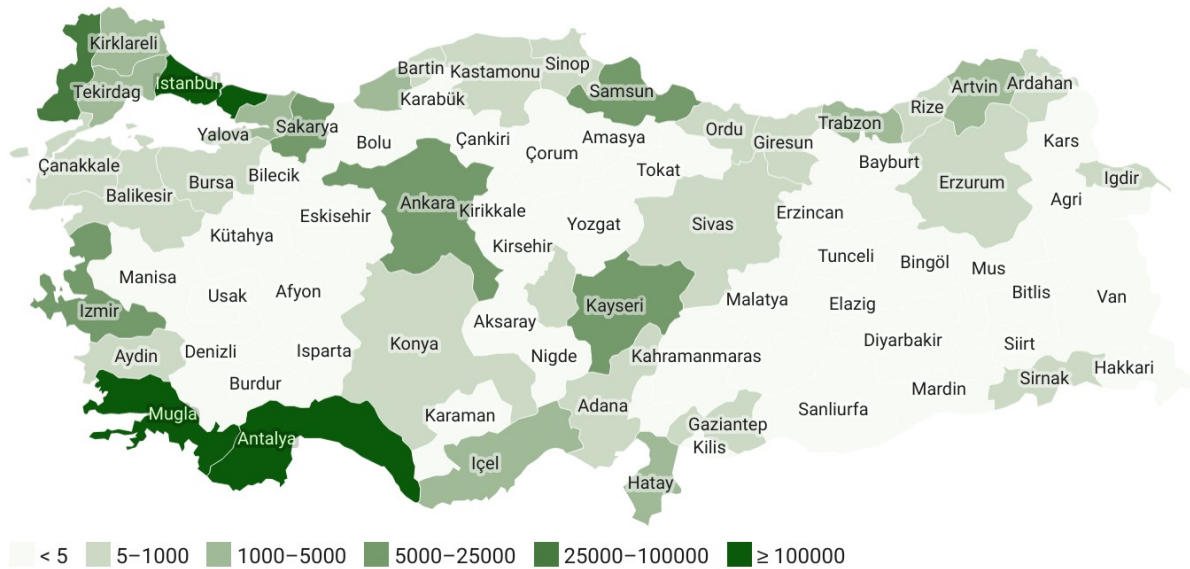 Kirklareli
Tekirdag
Istanbul
Yalova
Sakarya
Bartin
Kastamonu
Sinop
Karabük
Samsun
Bolu
Çankiri
Amasya
Çorum
Tokat
Ordu
Giresun
Trabzon
Rize
Artvin
Ardahan
Kars
Bayburt
Erzurum
Igdir
Agri
Çanakkale
Balikesir
Bursa
Bilecik
Eskisehir
Ankara
Kirikkale
Kütahya
Kirsehir
Yozgat
Sivas
Erzincan
Tunceli
Bingöl
Mus
Bitlis
Van
Manisa
Usak
Afyon
Izmir
Aksaray
Kayseri
Malatya
Elazig
Diyarbakir
Siirt
Hakkari
Sirnak
Mardin
Aydin
Denizli
Isparta
Konya
Nigde
Kahramanmaras
Burdur
Mugla
Antalya
Karaman
Adana
Gaziantep
Kilis
Sanliurfa
Içel
Hatay
< 5
5–1000
1000–5000
5000–25000
25000–100000
≥ 100000